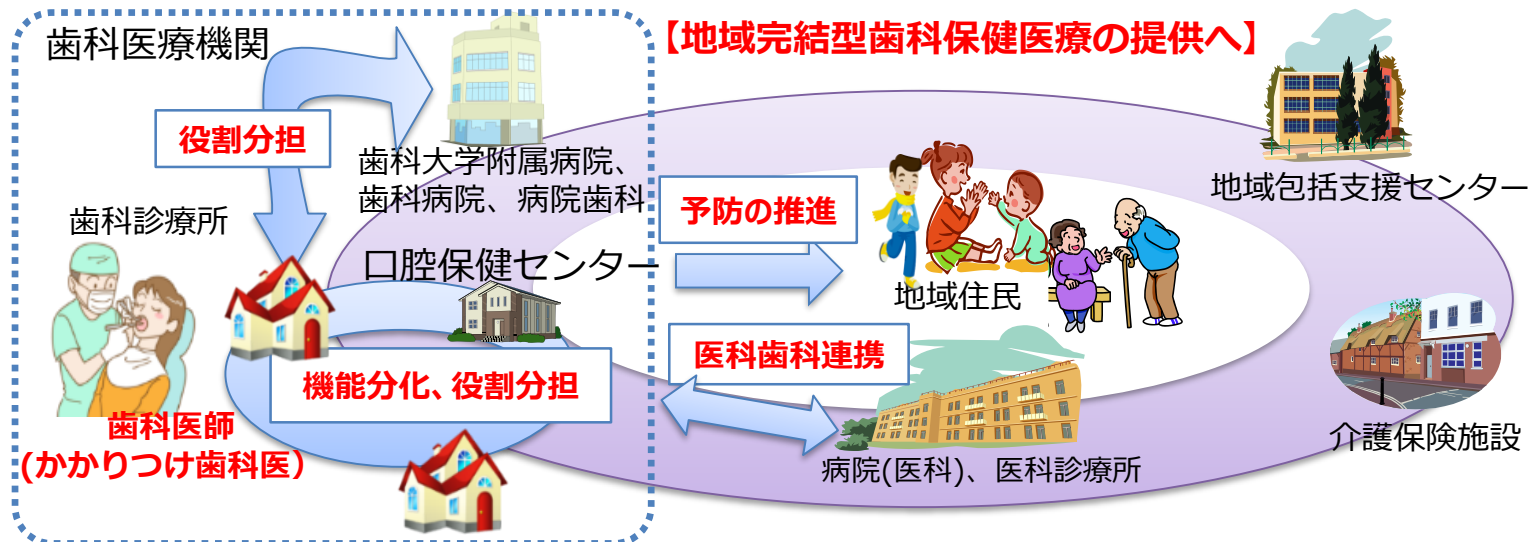 歯科医療機関
【地域完結型歯科保健医療の提供へ】
役割分担
歯科大学附属病院、
歯科病院、病院歯科
地域包括支援センター
歯科診療所
予防の推進
口腔保健センター
地域住民
医科歯科連携
機能分化、役割分担
歯科医師
(かかりつけ歯科医）
病院(医科)、医科診療所
介護保険施設